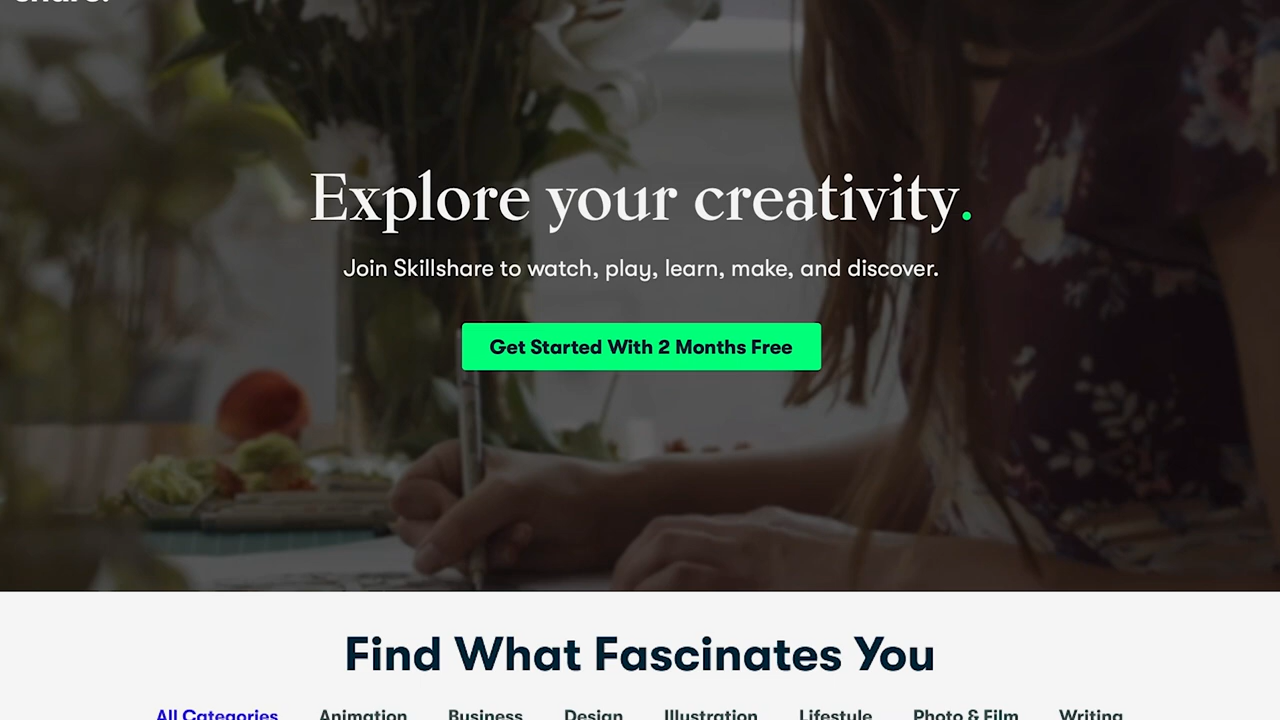 share.
Explore your creativity.
Join Skillshare to watch, play, learn, make, and discover.
Get Started With 2 Months Free
Find What Fascinates You
All Categories Animation Business Design Illustration Lifestyle Photo & Film Writing